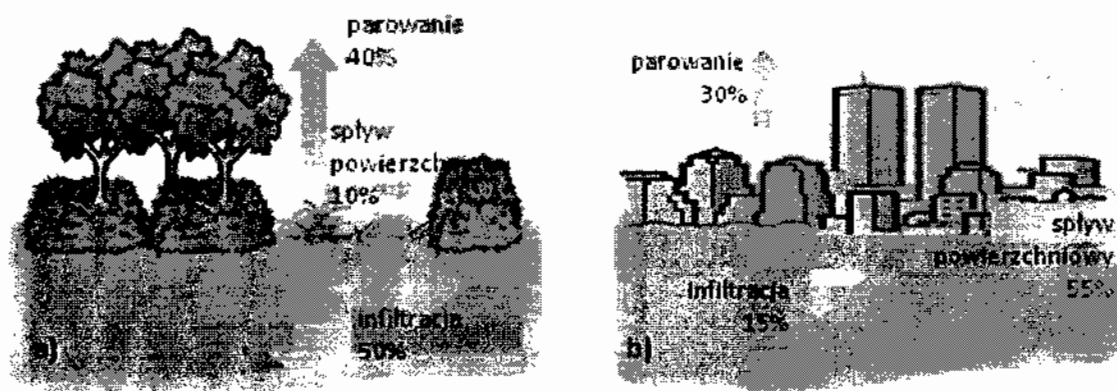 parowanie
40%
spływ
powierzchniowy
10%
infiltracja
50%
a)
parowanie
30%
spływ
powierzchniowy
55%
infiltracja
15%
b)